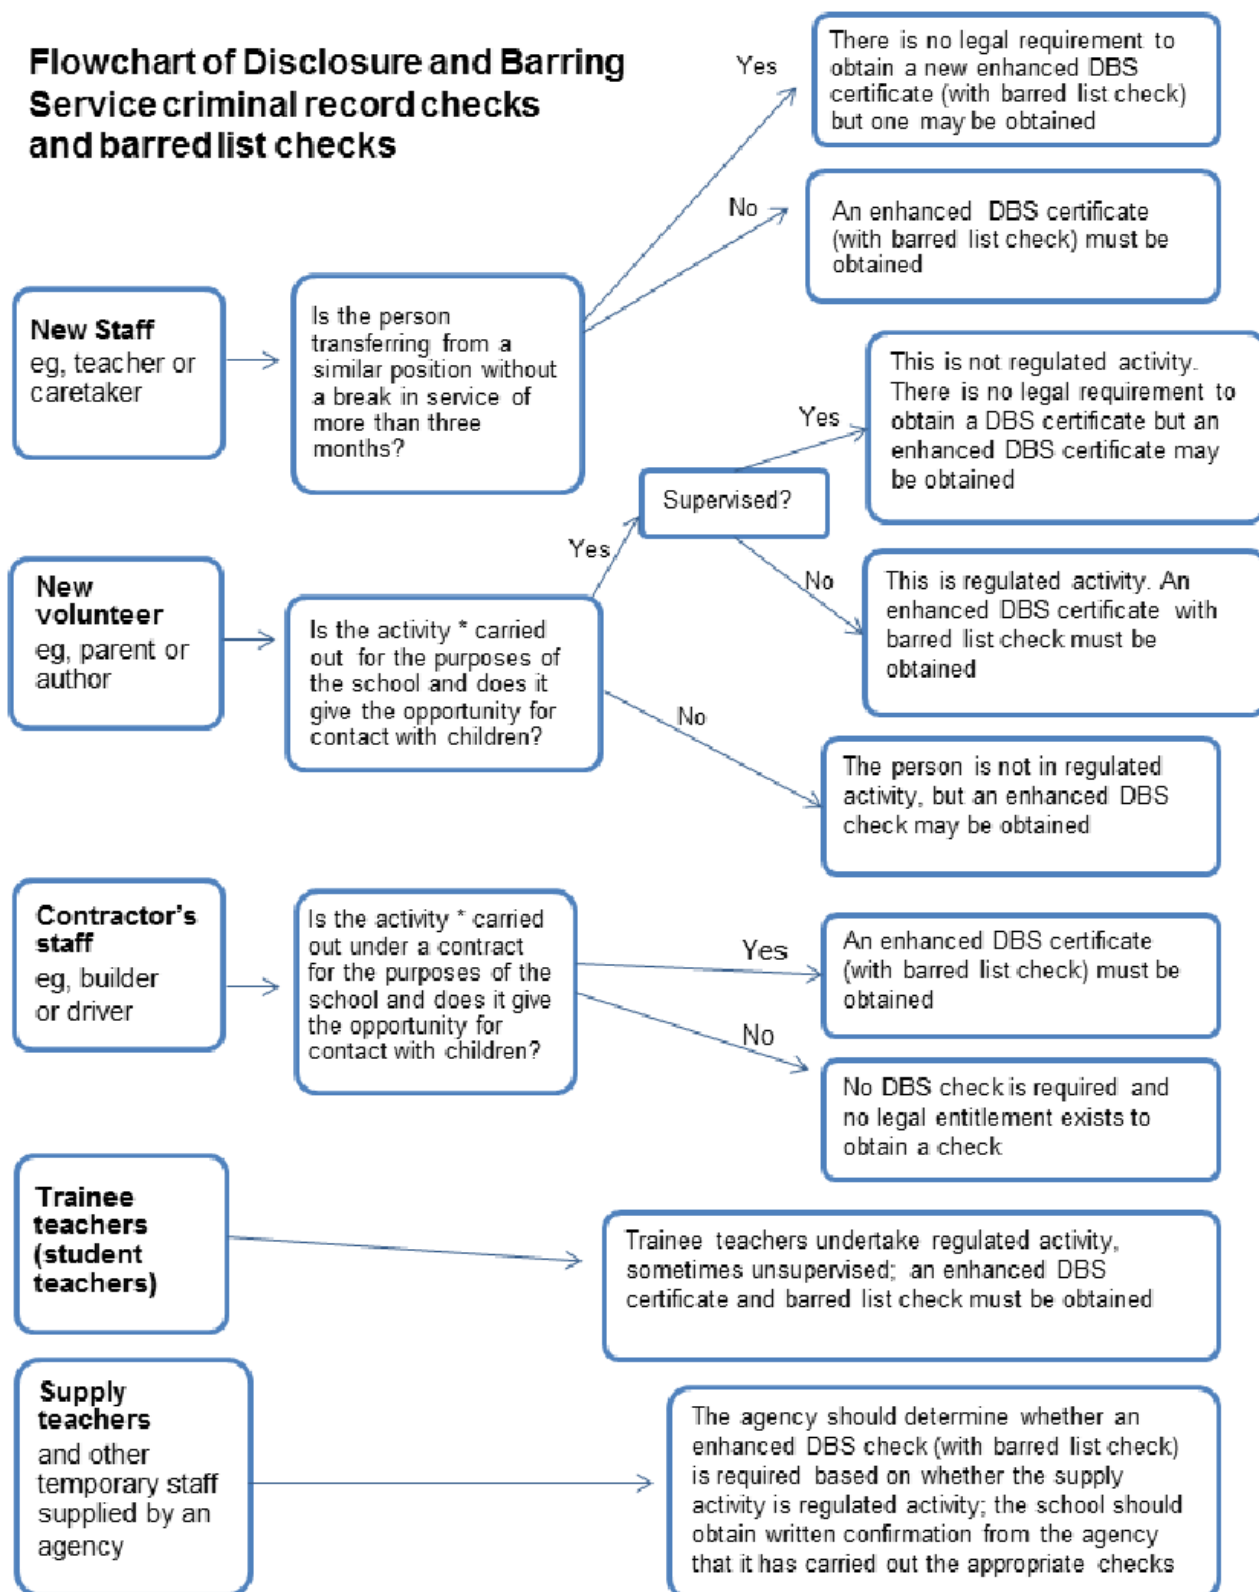 Flowchart of Disclosure and Barring
Service criminal record checks
and barred list checks
Yes
There is no legal requirement to
obtain a new enhanced DBS
certificate (with barred list check)
but one may be obtained
No
An enhanced DBS certificate
(with barred list check) must be
obtained
New Staff
eg, teacher or
caretaker
Is the person
transferring from a
similar position without
a break in service of
more than three
months?
This is not regulated activity.
There is no legal requirement to
obtain a DBS certificate but an
enhanced DBS certificate may
be obtained
Yes
Supervised?
Yes
No
This is regulated activity. An
enhanced DBS certificate with
barred list check must be
obtained
New
volunteer
eg, parent or
author
Is the activity * carried
out for the purposes of
the school and does it
give the opportunity for
contact with children?
No
The person is not in regulated
activity, but an enhanced DBS
check may be obtained
Contractor's
staff
eg, builder
or driver
Is the activity * carried
out under a contract
for the purposes of the
school and does it give
the opportunity for
contact with children?
Yes
An enhanced DBS certificate
(with barred list check) must be
obtained
No
No DBS check is required and
no legal entitlement exists to
obtain a check
Trainee
teachers
(student
teachers)
Trainee teachers undertake regulated activity,
sometimes unsupervised; an enhanced DBS
certificate and barred list check must be obtained
Supply
teachers
and other
temporary staff
supplied by an
agency
The agency should determine whether an
enhanced DBS check (with barred list check)
is required based on whether the supply
activity is regulated activity; the school should
obtain written confirmation from the agency
that it has carried out the appropriate checks